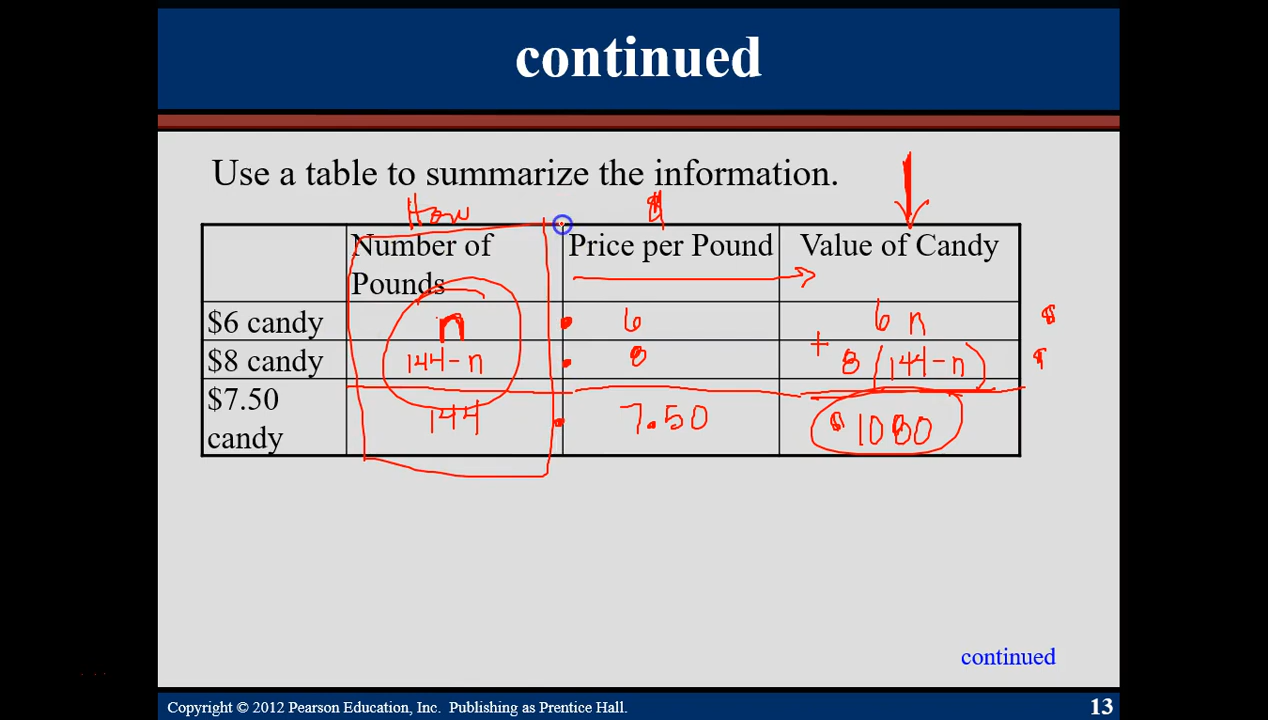 continued
Use a table to summarize the information.
How $
Number of Pounds Price per Pound Value of Candy
$6 candy n • 6 6 n $
$8 candy 144 - n • 8 + 8 (144 - n) $
$7.50 candy 144 • 7.50 $1080
continued
Copyright © 2012 Pearson Education, Inc. Publishing as Prentice Hall. 13